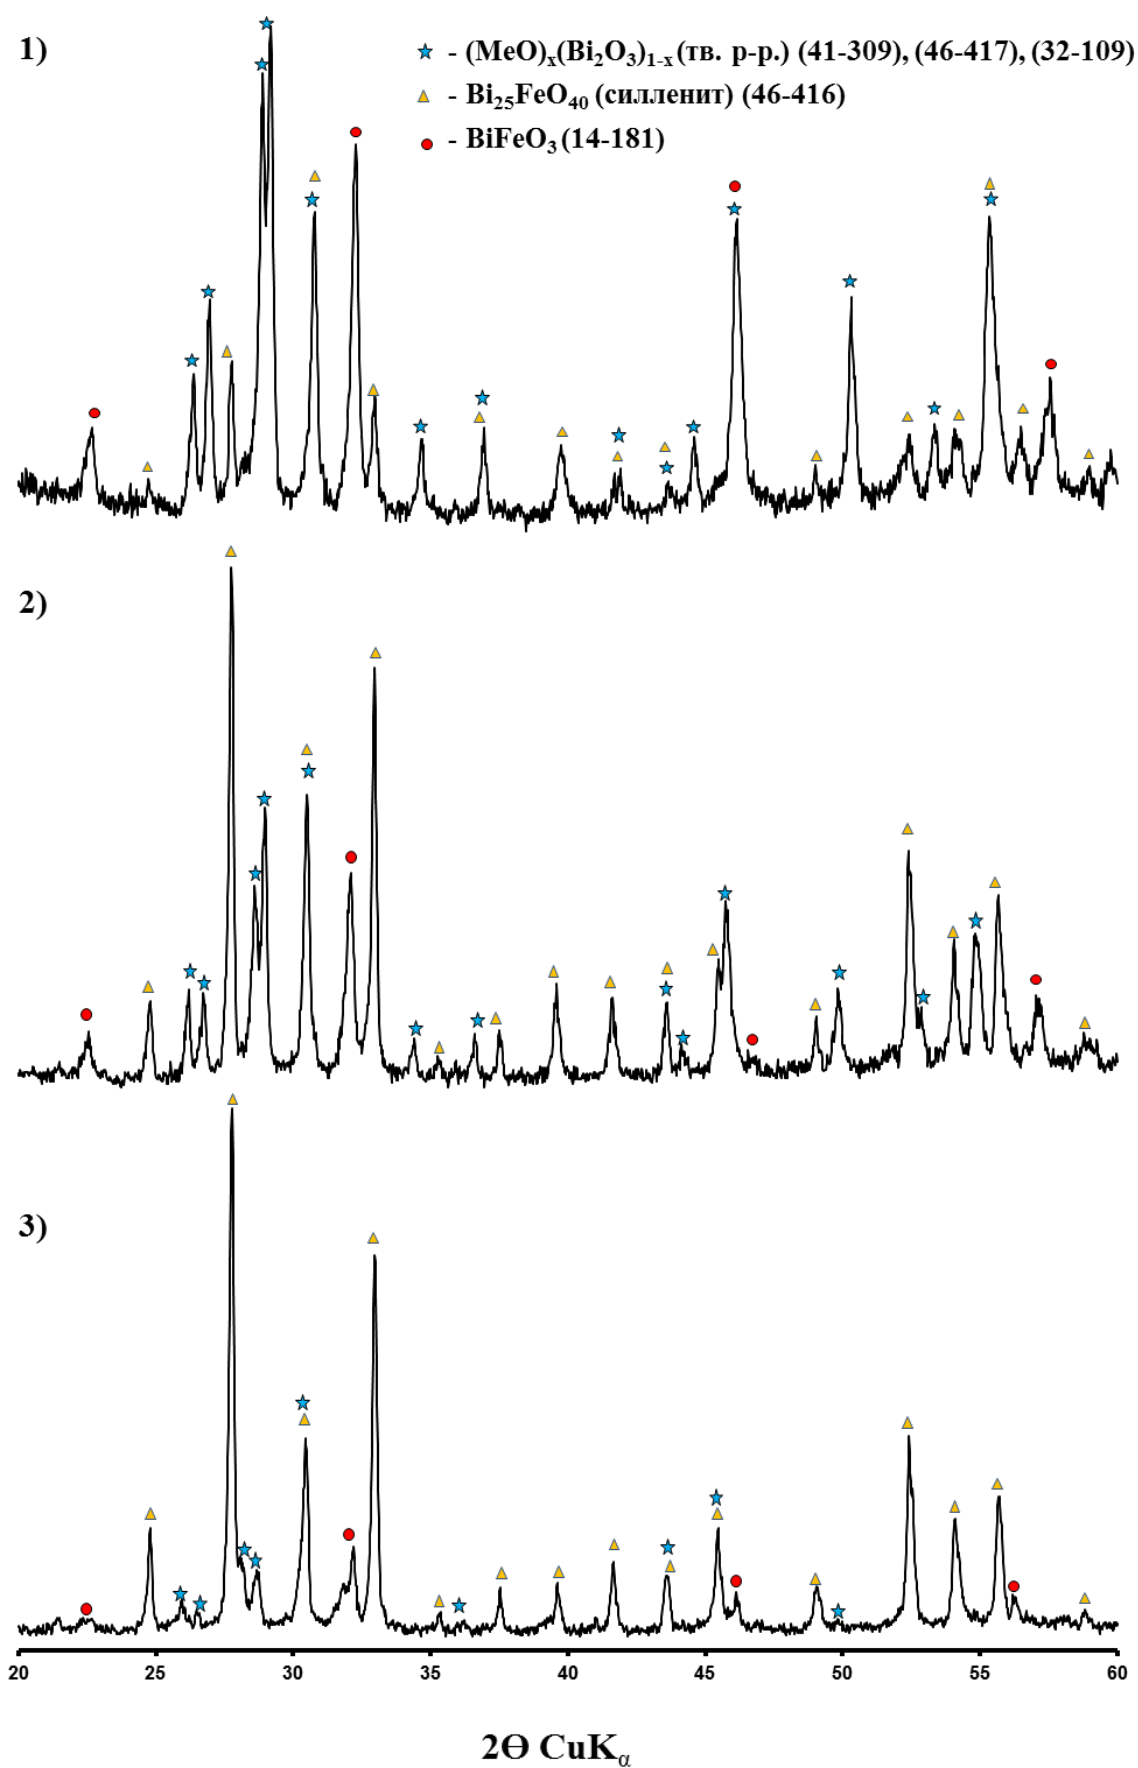 1)
- (MeO)ₓ(Bi₂O₃)₁₋ₓ (тв. р-р.) (41-309), (46-417), (32-109)
- Bi₂₅FeO₄₀ (силленит) (46-416)
- BiFeO₃ (14-181)
2)
3)
20 25 30 35 40 45 50 55 60
2Θ CuKα